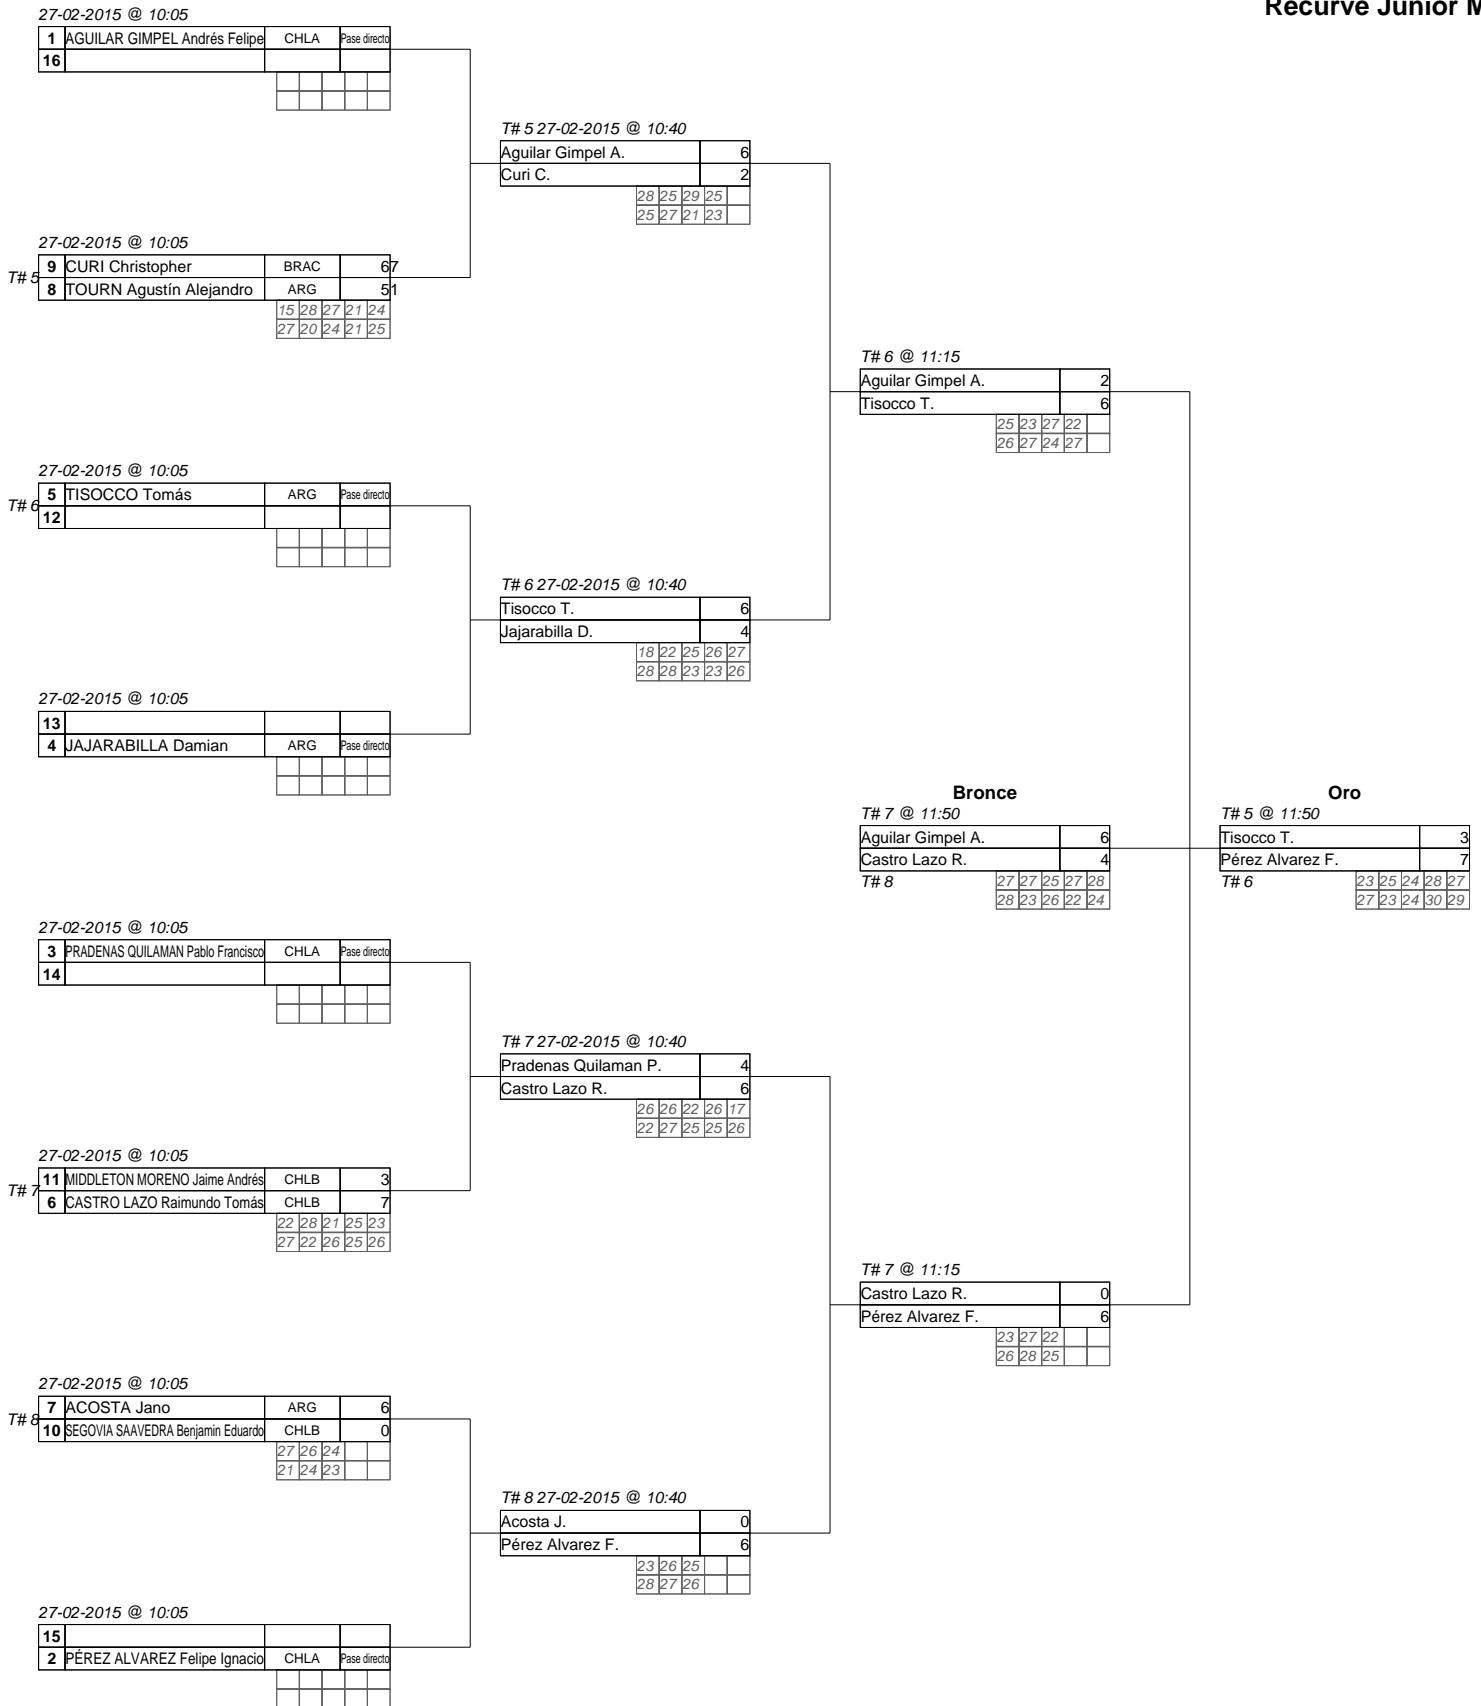 Recurve Junior M
27-02-2015 @ 10:05
1 AGUILAR GIMPEL Andrés Felipe CHLA Pase directo
16
T# 5 27-02-2015 @ 10:40
Aguilar Gimpel A. 6
Curi C. 2
28 25 29 25
25 27 21 23
27-02-2015 @ 10:05
T# 5
9 CURI Christopher BRAC 67
8 TOURN Agustín Alejandro ARG 51
15 28 27 21 24
27 20 24 21 25
T# 6 @ 11:15
Aguilar Gimpel A. 2
Tisocco T. 6
25 23 27 22
26 27 24 27
27-02-2015 @ 10:05
T# 6
5 TISOCCO Tomás ARG Pase directo
12
T# 6 27-02-2015 @ 10:40
Tisocco T. 6
Jajarabilla D. 4
18 22 25 26 27
28 28 23 23 26
27-02-2015 @ 10:05
13
4 JAJARABILLA Damian ARG Pase directo
Bronce
T# 7 @ 11:50
Aguilar Gimpel A. 6
Castro Lazo R. 4
T# 8 27 27 25 27 28
28 23 26 22 24
Oro
T# 5 @ 11:50
Tisocco T. 3
Pérez Alvarez F. 7
T# 6 23 25 24 28 27
27 23 24 30 29
27-02-2015 @ 10:05
3 PRADENAS QUILAMAN Pablo Francisco CHLA Pase directo
14
T# 7 27-02-2015 @ 10:40
Pradenas Quilaman P. 4
Castro Lazo R. 6
26 26 22 26 17
22 27 25 25 26
27-02-2015 @ 10:05
T# 7
11 MIDDLETON MORENO Jaime Andrés CHLB 3
6 CASTRO LAZO Raimundo Tomás CHLB 7
22 28 21 25 23
27 22 26 25 26
T# 7 @ 11:15
Castro Lazo R. 0
Pérez Alvarez F. 6
23 27 22
26 28 25
27-02-2015 @ 10:05
T# 8
7 ACOSTA Jano ARG 6
10 SEGOVIA SAAVEDRA Benjamin Eduardo CHLB 0
27 26 24
21 24 23
T# 8 27-02-2015 @ 10:40
Acosta J. 0
Pérez Alvarez F. 6
23 26 25
28 27 26
27-02-2015 @ 10:05
15
2 PÉREZ ALVAREZ Felipe Ignacio CHLA Pase directo